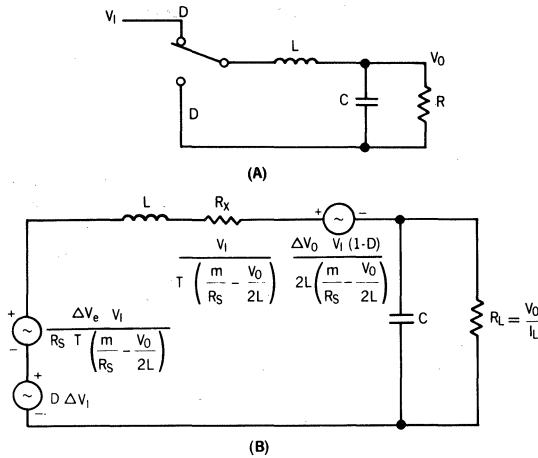 V_I D
L
V_O
C
R
D
(A)
L
R_X
+ ~ −
V_I / T ( m/R_S − V_O/2L )
ΔV_O V_I (1-D) / 2L ( m/R_S − V_O/2L )
+ ~ −
ΔV_e V_I / R_S T ( m/R_S − V_O/2L )
C
R_L = V_O/I_L
+ ~ −
D ΔV_I
(B)